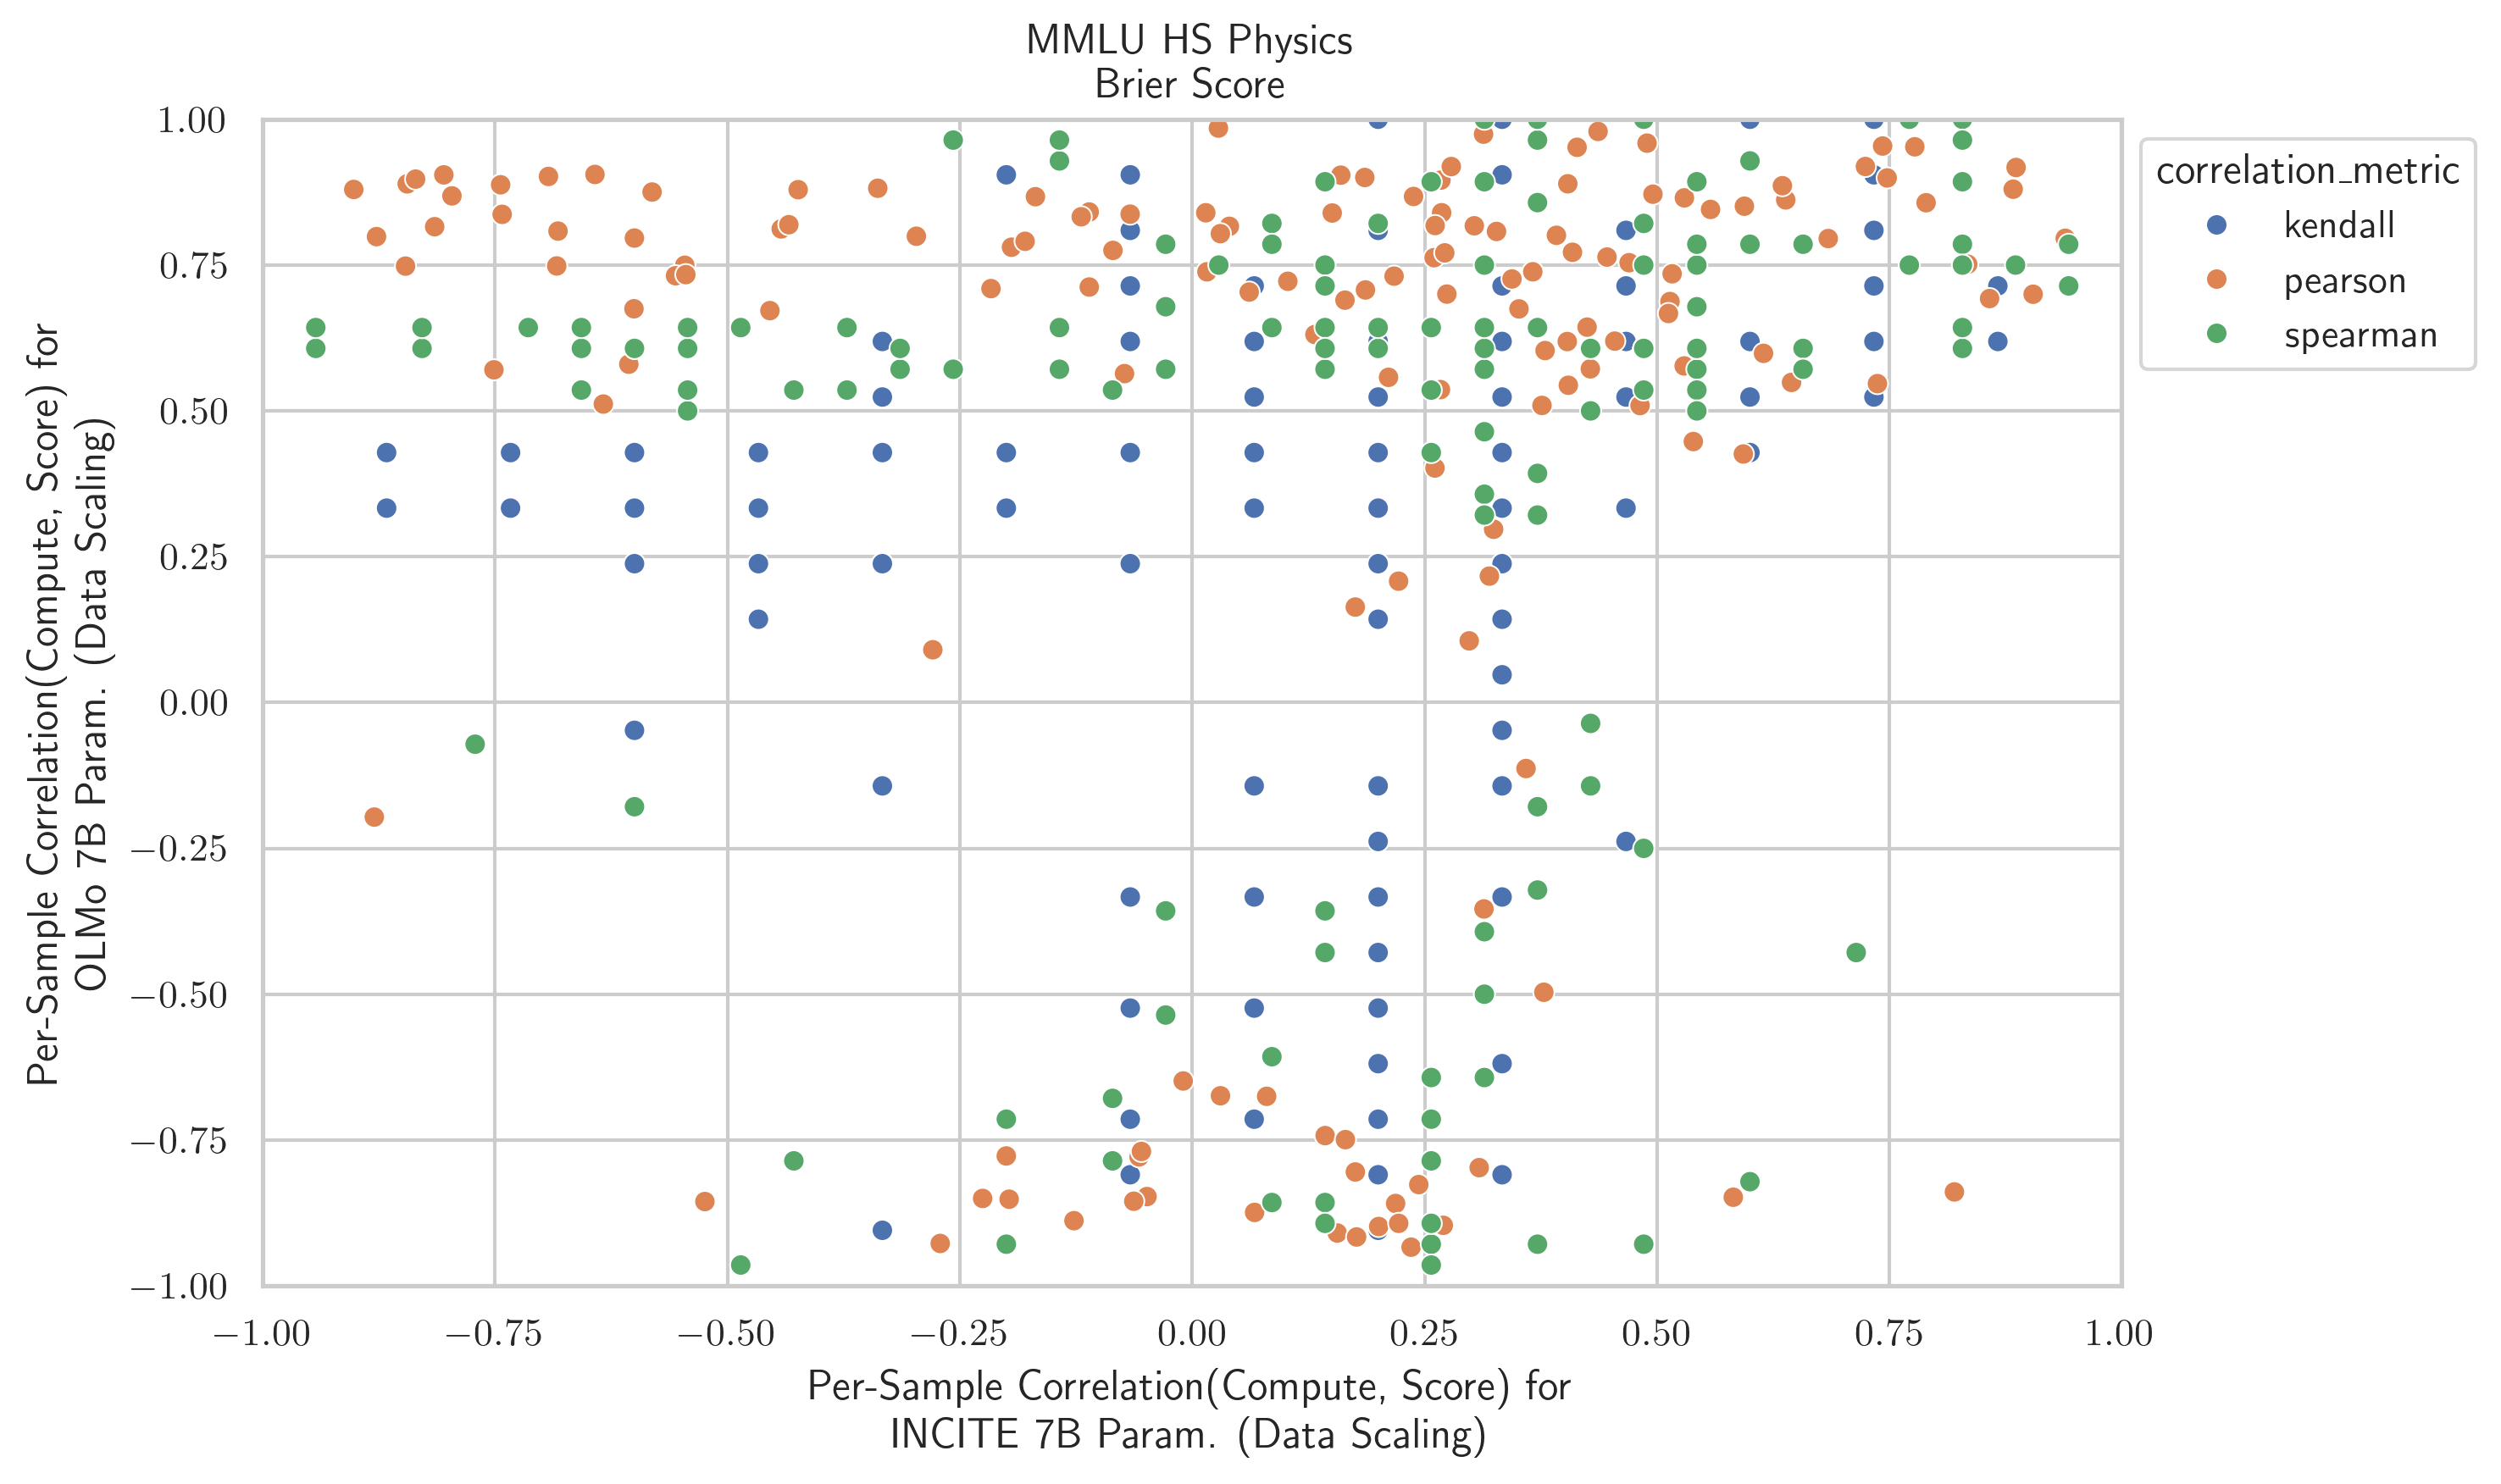 MMLU HS Physics
Brier Score
Per-Sample Correlation(Compute, Score) for
OLMo 7B Param. (Data Scaling)
1.00
0.75
0.50
0.25
0.00
−0.25
−0.50
−0.75
−1.00
−1.00
−0.75
−0.50
−0.25
0.00
0.25
0.50
0.75
1.00
Per-Sample Correlation(Compute, Score) for
INCITE 7B Param. (Data Scaling)
correlation_metric
kendall
pearson
spearman